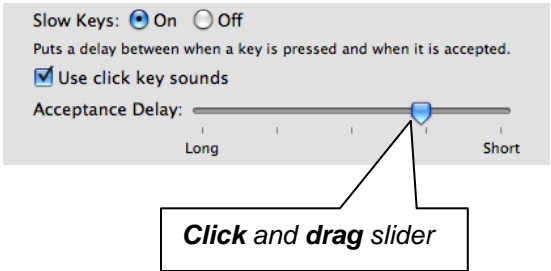 Slow Keys: On Off
Puts a delay between when a key is pressed and when it is accepted.
Use click key sounds
Acceptance Delay:
Long Short
Click and drag slider